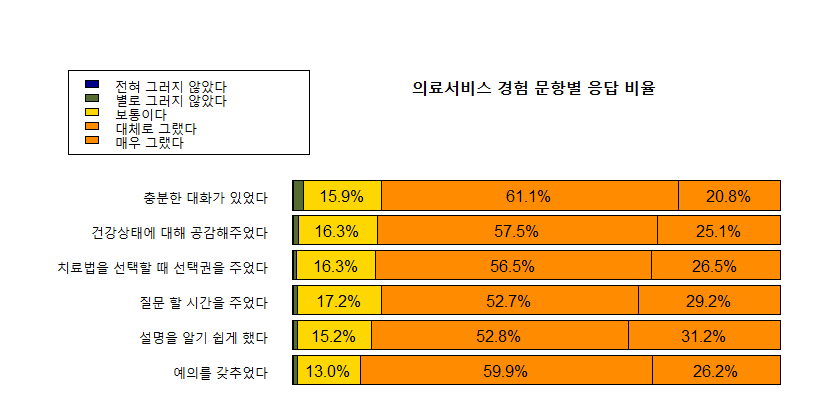 의료서비스 경험 문항별 응답 비율
전혀 그러지 않았다
별로 그러지 않았다
보통이다
대체로 그랬다
매우 그랬다
충분한 대화가 있었다 15.9% 61.1% 20.8%
건강상태에 대해 공감해주었다 16.3% 57.5% 25.1%
치료법을 선택할 때 선택권을 주었다 16.3% 56.5% 26.5%
질문 할 시간을 주었다 17.2% 52.7% 29.2%
설명을 알기 쉽게 했다 15.2% 52.8% 31.2%
예의를 갖추었다 13.0% 59.9% 26.2%